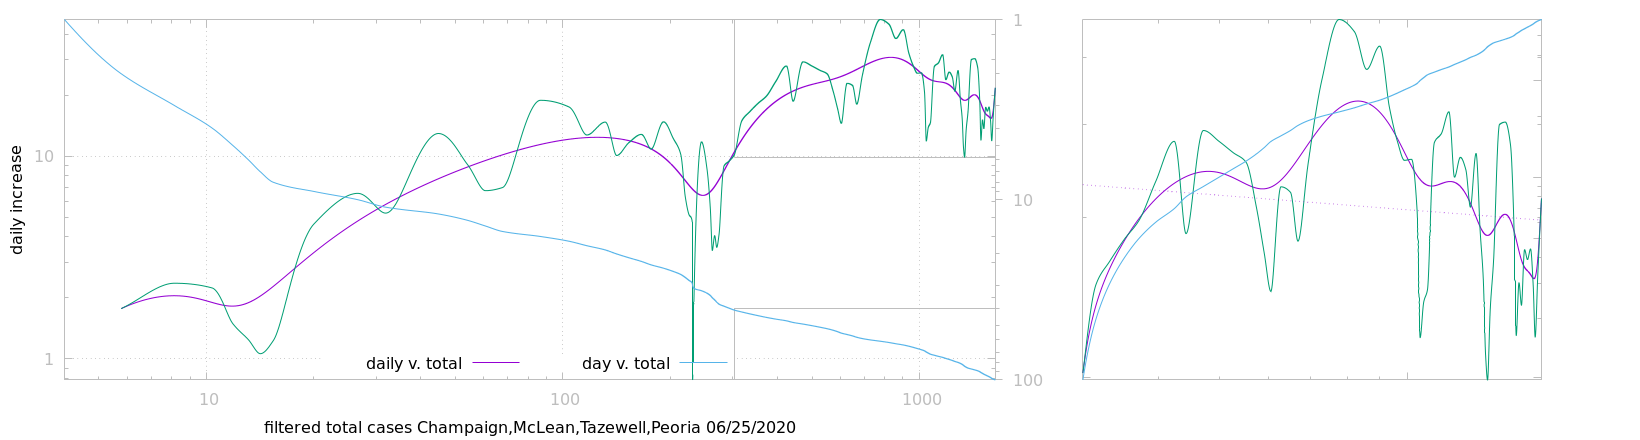 1
daily increase
10
10
1
daily v. total
day v. total
100
10
100
1000
filtered total cases Champaign,McLean,Tazewell,Peoria 06/25/2020